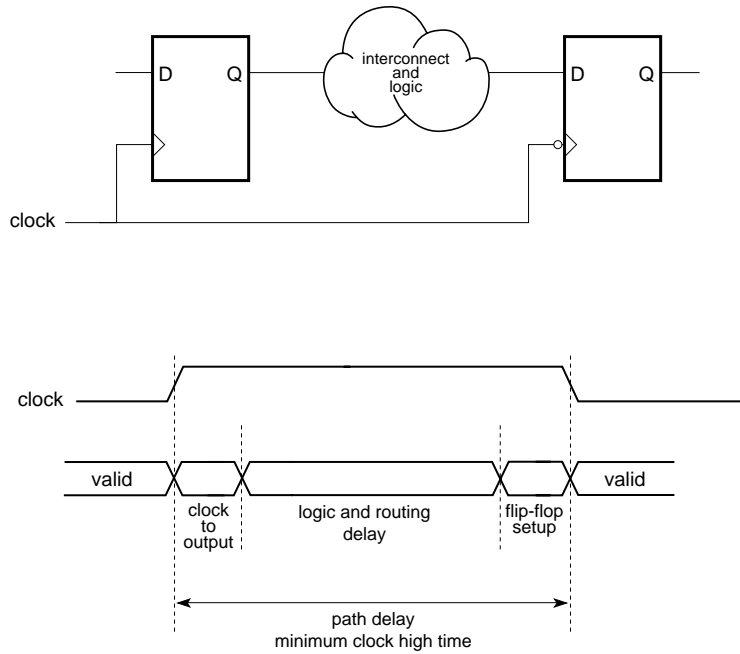 interconnect
and
logic
D Q
D Q
clock
clock
valid
valid
clock
to
output
logic and routing
delay
flip-flop
setup
path delay
minimum clock high time